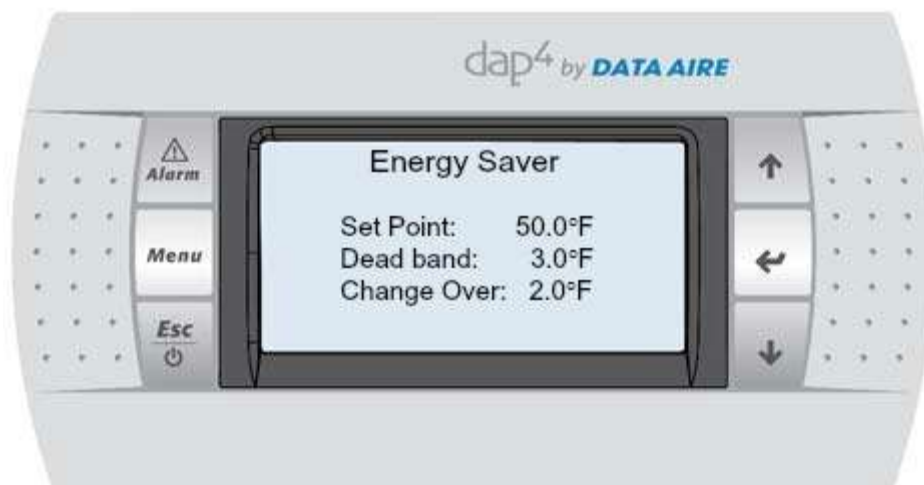 dap4 by DATA AIRE
Alarm
Menu
Esc
Energy Saver
Set Point: 50.0°F
Dead band: 3.0°F
Change Over: 2.0°F